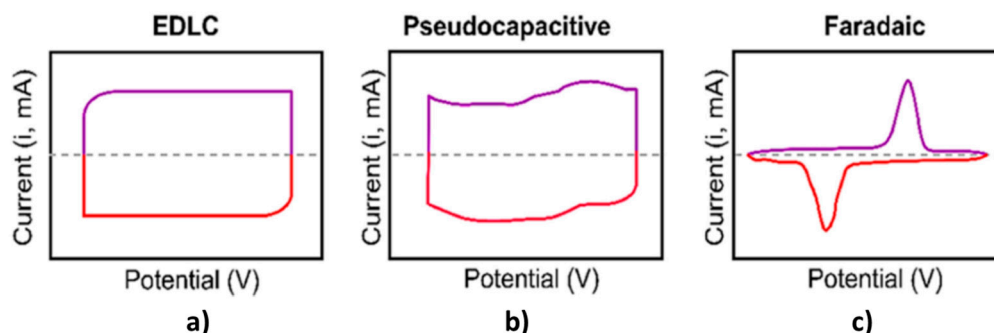 EDLC
Current (i, mA)
Potential (V)
a)
Pseudocapacitive
Current (i, mA)
Potential (V)
b)
Faradaic
Current (i, mA)
Potential (V)
c)